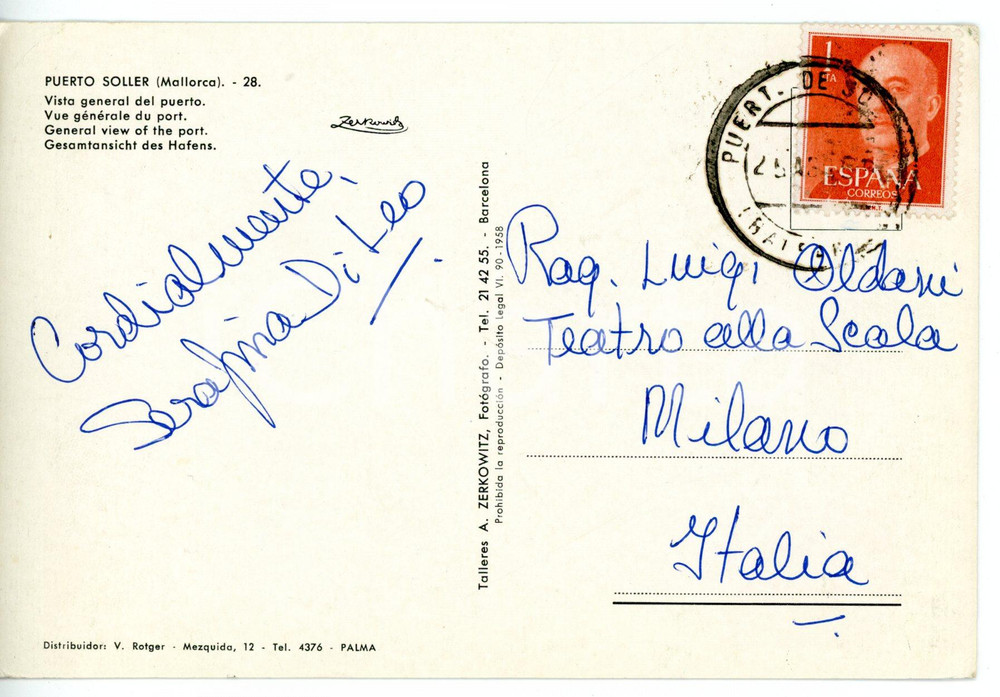 PUERTO SOLLER (Mallorca). - 28.
Vista general del puerto.
Vue générale du port.
General view of the port.
Gesamtansicht des Hafens.
Zerkowitz
Cordialmente.
Serafina Di Leo
Talleres A. ZERKOWITZ, Fotógrafo. - Tel. 21 42 55. - Barcelona
Prohibida la reproducción - Depósito Legal VI. 90-1958
1
PTA
ESPAÑA
CORREOS
PUERT. DE
Rag. Luigi Oldani
Teatro alla Scala
Milano
Italia
Distribuidor: V. Rotger - Mezquida, 12 - Tel. 4376 - PALMA